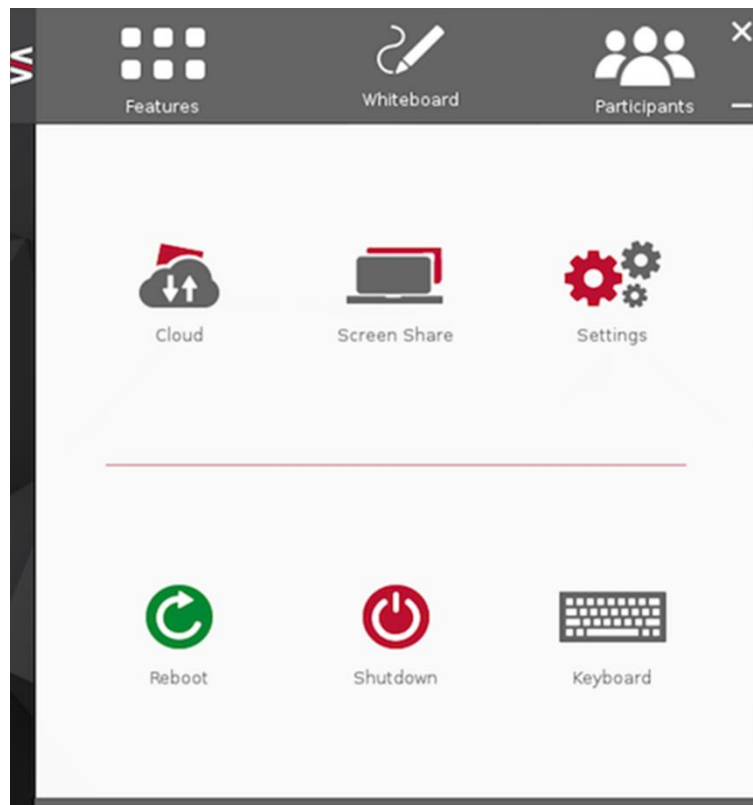 Features
Whiteboard
Participants
Cloud
Screen Share
Settings
Reboot
Shutdown
Keyboard